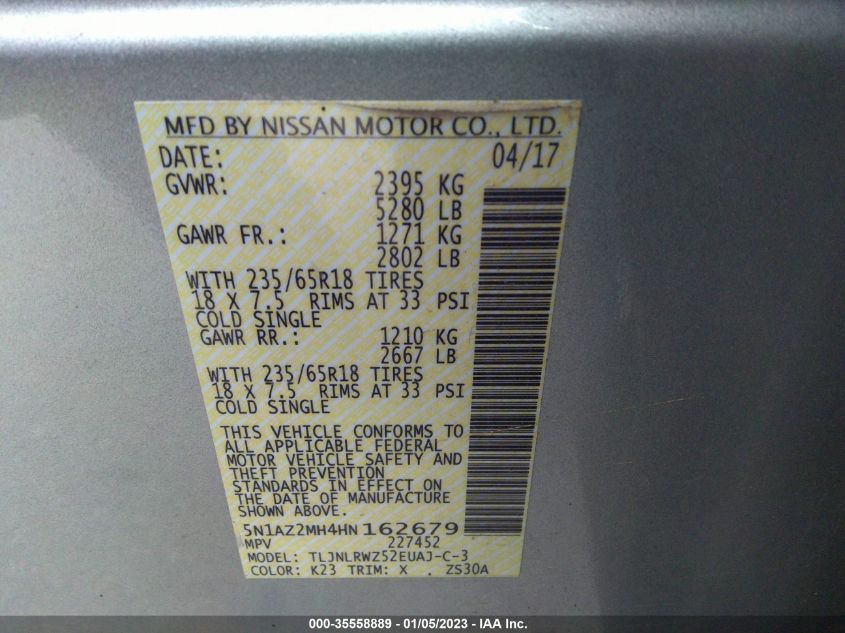 MFD BY NISSAN MOTOR CO., LTD.
DATE: 04/17
GVWR: 2395 KG
5280 LB
GAWR FR.: 1271 KG
2802 LB
WITH 235/65R18 TIRES
18 X 7.5 RIMS AT 33 PSI
COLD SINGLE
GAWR RR.: 1210 KG
2667 LB
WITH 235/65R18 TIRES
18 X 7.5 RIMS AT 33 PSI
COLD SINGLE
THIS VEHICLE CONFORMS TO
ALL APPLICABLE FEDERAL
MOTOR VEHICLE SAFETY AND
THEFT PREVENTION
STANDARDS IN EFFECT ON
THE DATE OF MANUFACTURE
SHOWN ABOVE.
5N1AZ2MH4HN162679
MPV 227452
MODEL: TLJNLRWZ52EUAJ-C-3
COLOR: K23 TRIM: X . ZS30A
000-35558889 - 01/05/2023 - IAA Inc.